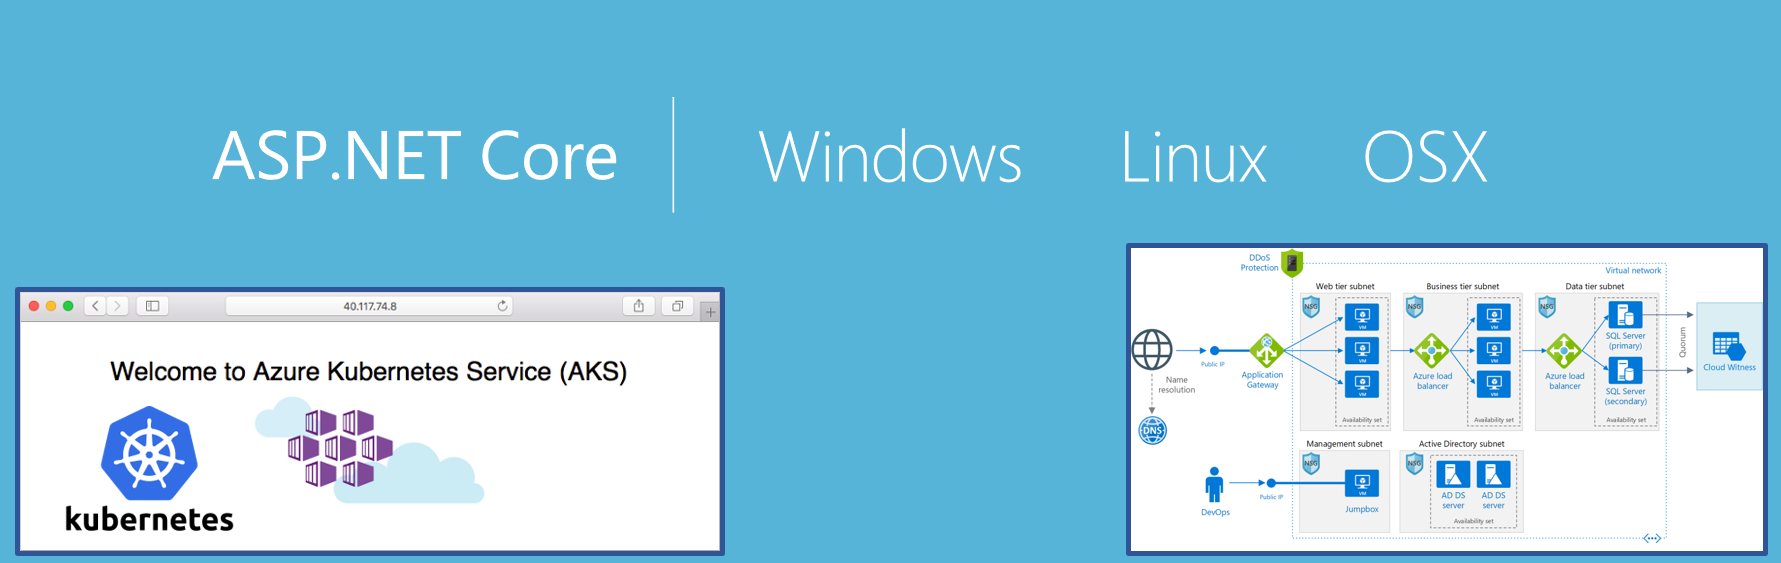 ASP.NET Core
Windows
Linux
OSX
40.117.74.8
Welcome to Azure Kubernetes Service (AKS)
kubernetes
DDoS
Protection
Virtual network
Web tier subnet
Business tier subnet
Data tier subnet
NSG
NSG
NSG
VM
VM
VM
VM
VM
VM
Public IP
Application
Gateway
Name
resolution
DNS
Azure load
balancer
Azure load
balancer
SQL Server
(primary)
SQL Server
(secondary)
Quorum
Cloud Witness
Availability set
Availability set
Availability set
Management subnet
Active Directory subnet
NSG
NSG
DevOps
Public IP
VM
Jumpbox
AD DS
server
AD DS
server
Availability set